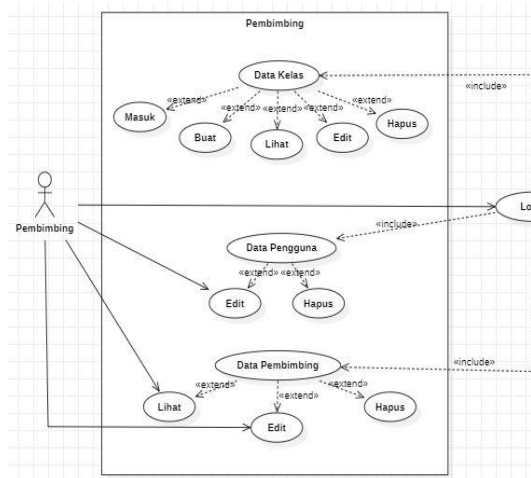 Pembimbing
Data Kelas
«include»
«extend»
«extend»
«extend»
«extend»
Masuk
Buat
Lihat
Edit
Hapus
Pembimbing
Lo
«include»
Data Pengguna
«extend»
«extend»
Edit
Hapus
Data Pembimbing
«include»
«extend»
«extend»
«extend»
Lihat
Edit
Hapus